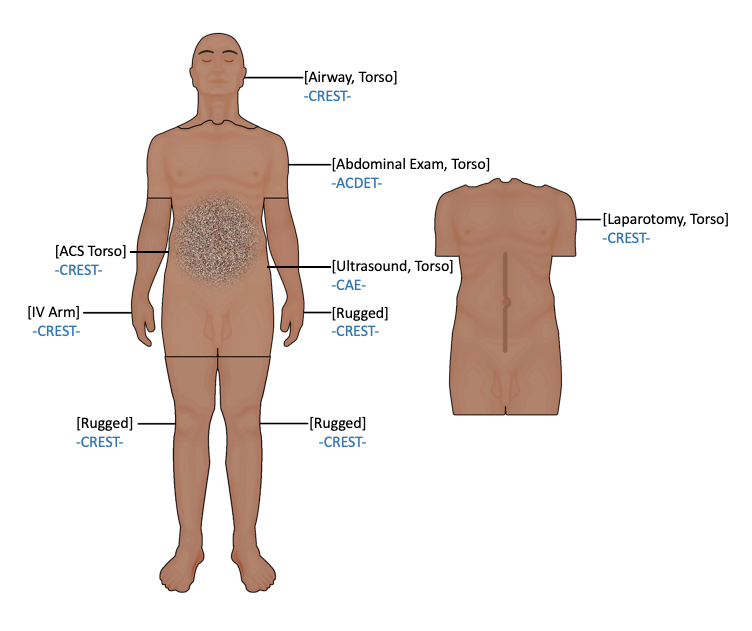 [Airway, Torso]
-CREST-
[Abdominal Exam, Torso]
-ACDET-
[Laparotomy, Torso]
-CREST-
[ACS Torso]
-CREST-
[Ultrasound, Torso]
-CAE-
[IV Arm]
-CREST-
[Rugged]
-CREST-
[Rugged]
-CREST-
[Rugged]
-CREST-